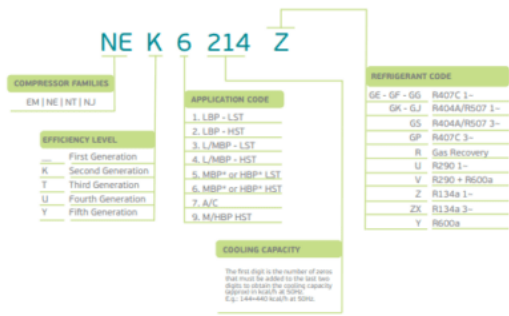 NE K 6 214 Z
COMPRESSOR FAMILIES
EM | NE | NT | NJ
EFFICIENCY LEVEL
__ First Generation
K Second Generation
T Third Generation
U Fourth Generation
Y Fifth Generation
APPLICATION CODE
1. LBP - LST
2. LBP - HST
3. L/MBP - LST
4. L/MBP - HST
5. MBP* or HBP* LST
6. MBP* or HBP* HST
7. A/C
9. M/HBP HST
COOLING CAPACITY
The first digit is the number of zeros
that must be added to the last two
digits to obtain the cooling capacity
(approx) in kcal/h at 50Hz.
E.g.: 144=440 kcal/h at 50Hz.
REFRIGERANT CODE
GE - GF - GG R407C 1~
GK - GJ R404A/R507 1~
GS R404A/R507 3~
GP R407C 3~
R Gas Recovery
U R290 1~
V R290 + R600a
Z R134a 1~
ZX R134a 3~
Y R600a